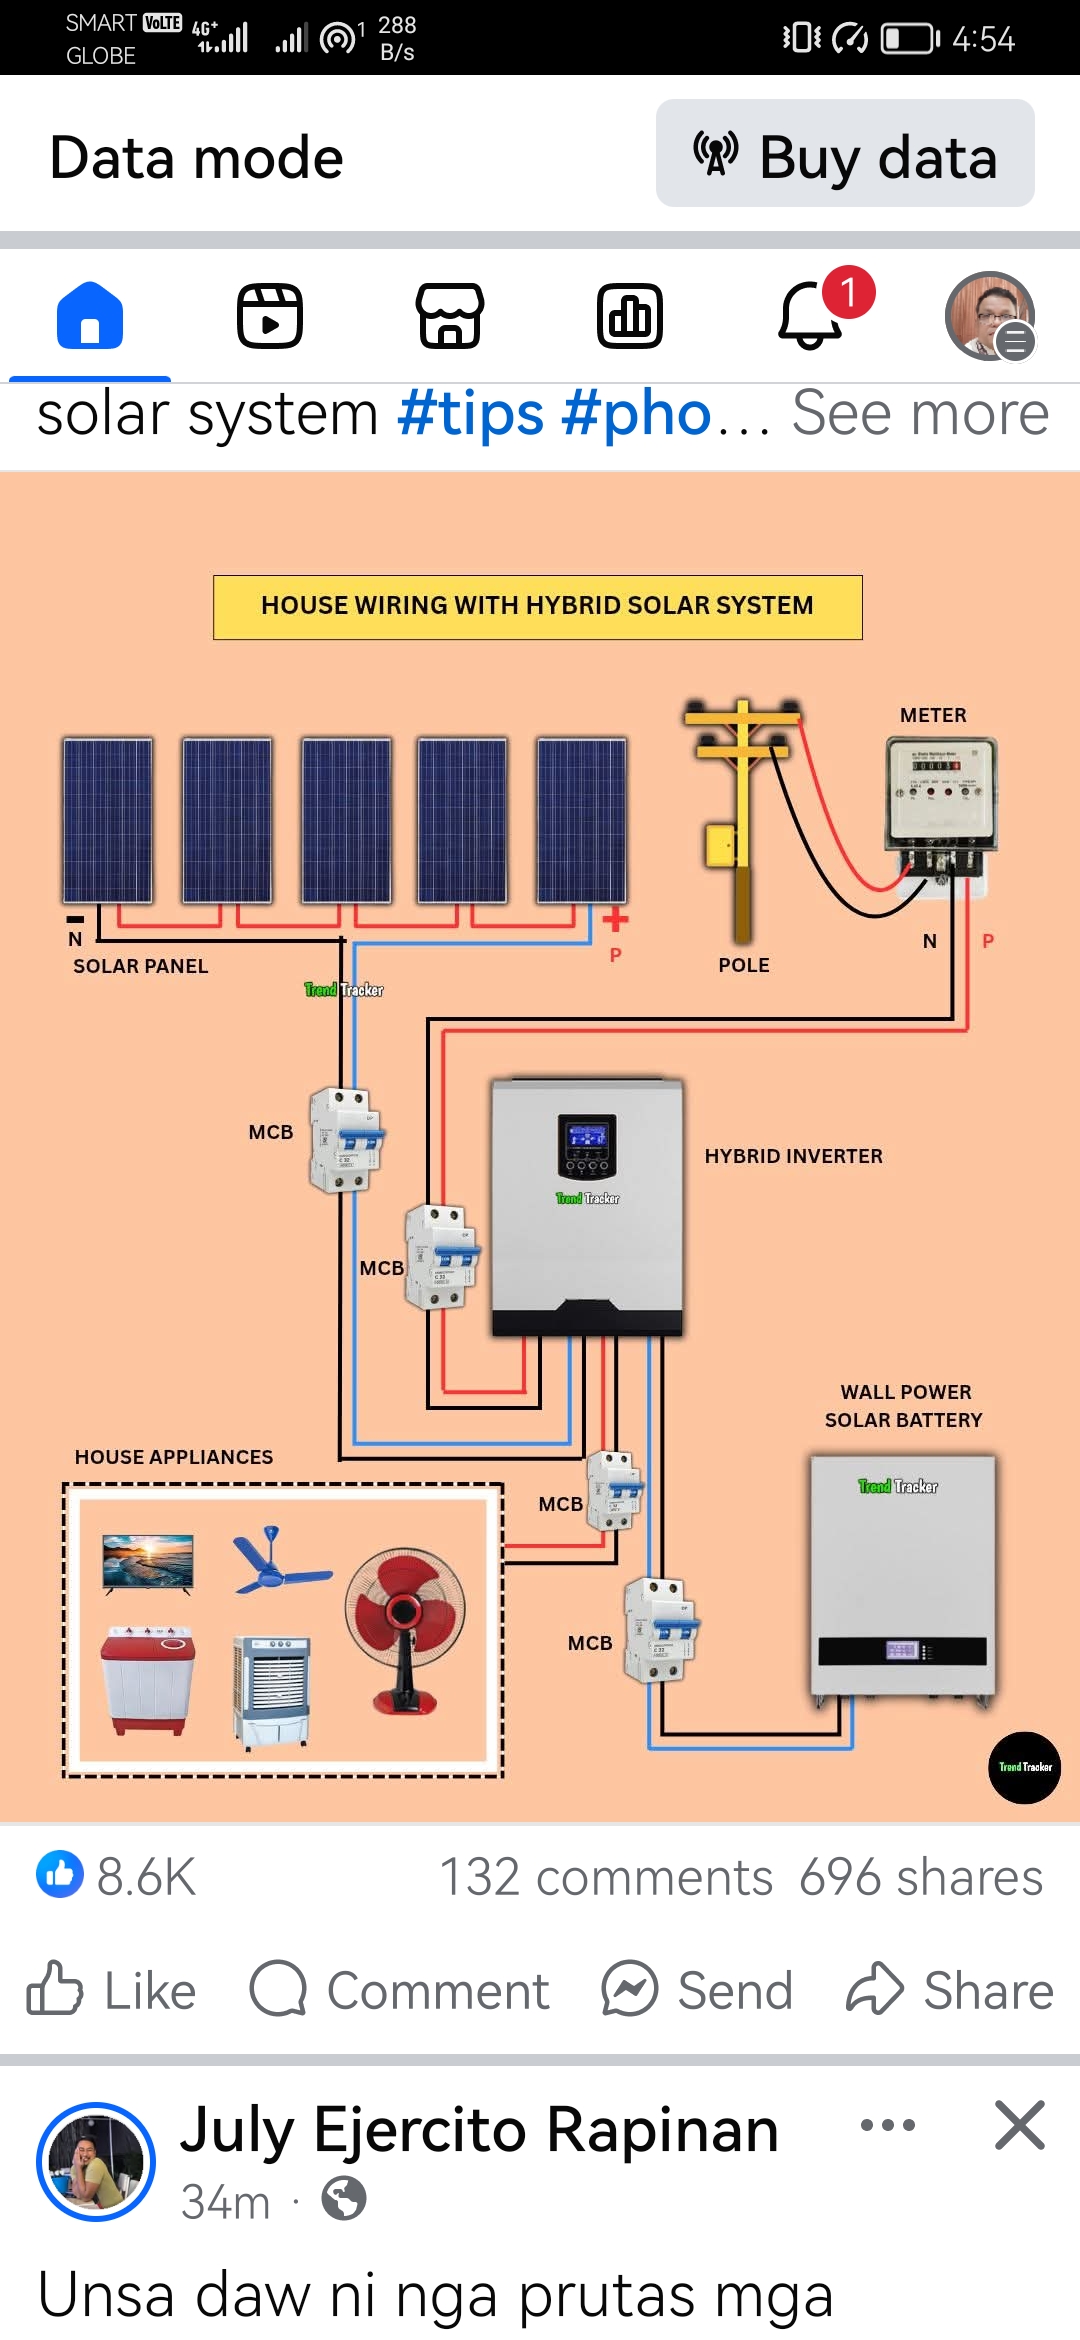 SMART VoLTE 4G+ 1 288
GLOBE B/s 4:54
Data mode
Buy data
1
solar system #tips #pho... See more
HOUSE WIRING WITH HYBRID SOLAR SYSTEM
METER
N
SOLAR PANEL
P
POLE
N P
Trend Tracker
MCB
HYBRID INVERTER
Trend Tracker
MCB
WALL POWER
SOLAR BATTERY
HOUSE APPLIANCES
Trend Tracker
MCB
MCB
Trend Tracker
8.6K 132 comments 696 shares
Like Comment Send Share
July Ejercito Rapinan
34m ·
Unsa daw ni nga prutas mga